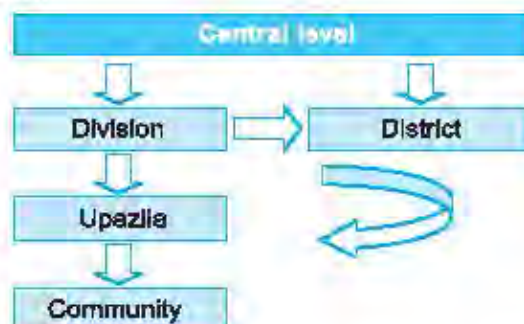 Central level
Division
District
Upazila
Community